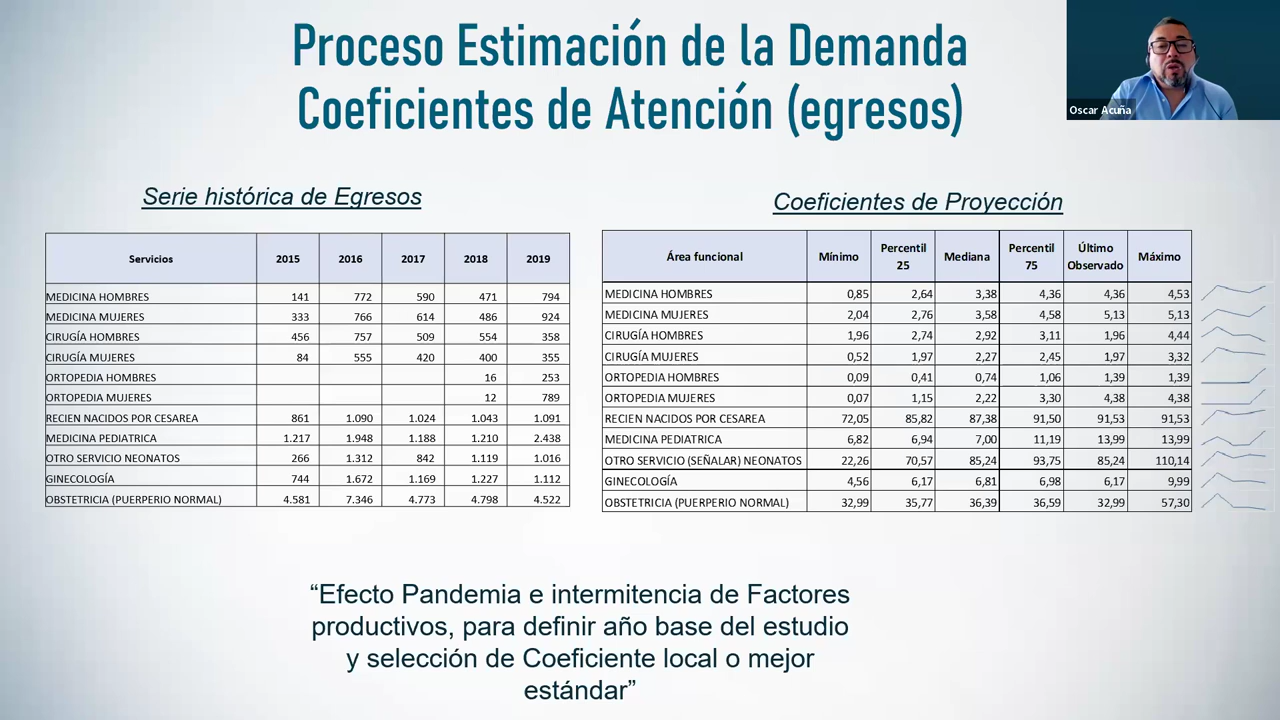 Proceso Estimación de la Demanda
Coeficientes de Atención (egresos)
Oscar Acuña
Serie histórica de Egresos
Servicios 2015 2016 2017 2018 2019
MEDICINA HOMBRES 141 772 590 471 794
MEDICINA MUJERES 333 766 614 486 924
CIRUGÍA HOMBRES 456 757 509 554 358
CIRUGÍA MUJERES 84 555 420 400 355
ORTOPEDIA HOMBRES 16 253
ORTOPEDIA MUJERES 12 789
RECIEN NACIDOS POR CESAREA 861 1.090 1.024 1.043 1.091
MEDICINA PEDIATRICA 1.217 1.948 1.188 1.210 2.438
OTRO SERVICIO NEONATOS 266 1.312 842 1.119 1.016
GINECOLOGÍA 744 1.672 1.169 1.227 1.112
OBSTETRICIA (PUERPERIO NORMAL) 4.581 7.346 4.773 4.798 4.522
Coeficientes de Proyección
Área funcional Mínimo Percentil 25 Mediana Percentil 75 Último Observado Máximo
MEDICINA HOMBRES 0,85 2,64 3,38 4,36 4,36 4,53
MEDICINA MUJERES 2,04 2,76 3,58 4,58 5,13 5,13
CIRUGÍA HOMBRES 1,96 2,74 2,92 3,11 1,96 4,44
CIRUGÍA MUJERES 0,52 1,97 2,27 2,45 1,97 3,32
ORTOPEDIA HOMBRES 0,09 0,41 0,74 1,06 1,39 1,39
ORTOPEDIA MUJERES 0,07 1,15 2,22 3,30 4,38 4,38
RECIEN NACIDOS POR CESAREA 72,05 85,82 87,38 91,50 91,53 91,53
MEDICINA PEDIATRICA 6,82 6,94 7,00 11,19 13,99 13,99
OTRO SERVICIO (SEÑALAR) NEONATOS 22,26 70,57 85,24 93,75 85,24 110,14
GINECOLOGÍA 4,56 6,17 6,81 6,98 6,17 9,99
OBSTETRICIA (PUERPERIO NORMAL) 32,99 35,77 36,39 36,59 32,99 57,30
“Efecto Pandemia e intermitencia de Factores
productivos, para definir año base del estudio
y selección de Coeficiente local o mejor
estándar”